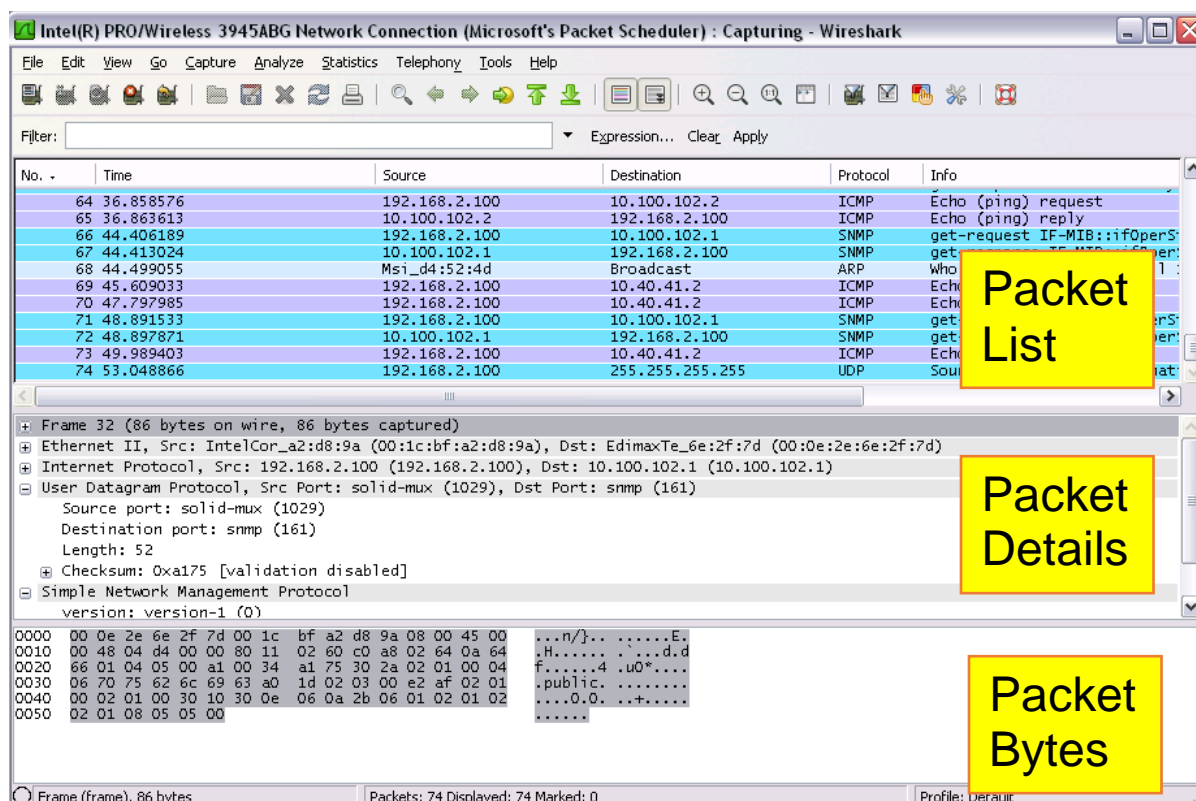 Intel(R) PRO/Wireless 3945ABG Network Connection (Microsoft's Packet Scheduler) : Capturing - Wireshark
File Edit View Go Capture Analyze Statistics Telephony Tools Help
Filter: Expression... Clear Apply
No. Time Source Destination Protocol Info
64 36.858576 192.168.2.100 10.100.102.2 ICMP Echo (ping) request
65 36.863613 10.100.102.2 192.168.2.100 ICMP Echo (ping) reply
66 44.406189 192.168.2.100 10.100.102.1 SNMP get-request IF-MIB::ifOperS
67 44.413024 10.100.102.1 192.168.2.100 SNMP
68 44.499055 Msi_d4:52:4d Broadcast ARP Who
69 45.609033 192.168.2.100 10.40.41.2 ICMP Ech
70 47.797985 192.168.2.100 10.40.41.2 ICMP Ech
71 48.891533 192.168.2.100 10.100.102.1 SNMP get-
72 48.897871 10.100.102.1 192.168.2.100 SNMP get-
73 49.989403 192.168.2.100 10.40.41.2 ICMP Ech
74 53.048866 192.168.2.100 255.255.255.255 UDP Sour
Packet
List
Frame 32 (86 bytes on wire, 86 bytes captured)
Ethernet II, Src: IntelCor_a2:d8:9a (00:1c:bf:a2:d8:9a), Dst: EdimaxTe_6e:2f:7d (00:0e:2e:6e:2f:7d)
Internet Protocol, Src: 192.168.2.100 (192.168.2.100), Dst: 10.100.102.1 (10.100.102.1)
User Datagram Protocol, Src Port: solid-mux (1029), Dst Port: snmp (161)
Source port: solid-mux (1029)
Destination port: snmp (161)
Length: 52
Checksum: 0xa175 [validation disabled]
Simple Network Management Protocol
version: version-1 (0)
Packet
Details
0000 00 0e 2e 6e 2f 7d 00 1c bf a2 d8 9a 08 00 45 00 ...n/}.. ......E.
0010 00 48 04 d4 00 00 80 11 02 60 c0 a8 02 64 0a 64 .H...... .`...d.d
0020 66 01 04 05 00 a1 00 34 a1 75 30 2a 02 01 00 04 f......4 .u0*....
0030 06 70 75 62 6c 69 63 a0 1d 02 03 00 e2 af 02 01 .public. ........
0040 00 02 01 00 30 10 30 0e 06 0a 2b 06 01 02 01 02 ....0.0. ..+.....
0050 02 01 08 05 05 00 ......
Packet
Bytes
Frame (frame), 86 bytes Packets: 74 Displayed: 74 Marked: 0 Profile: Default